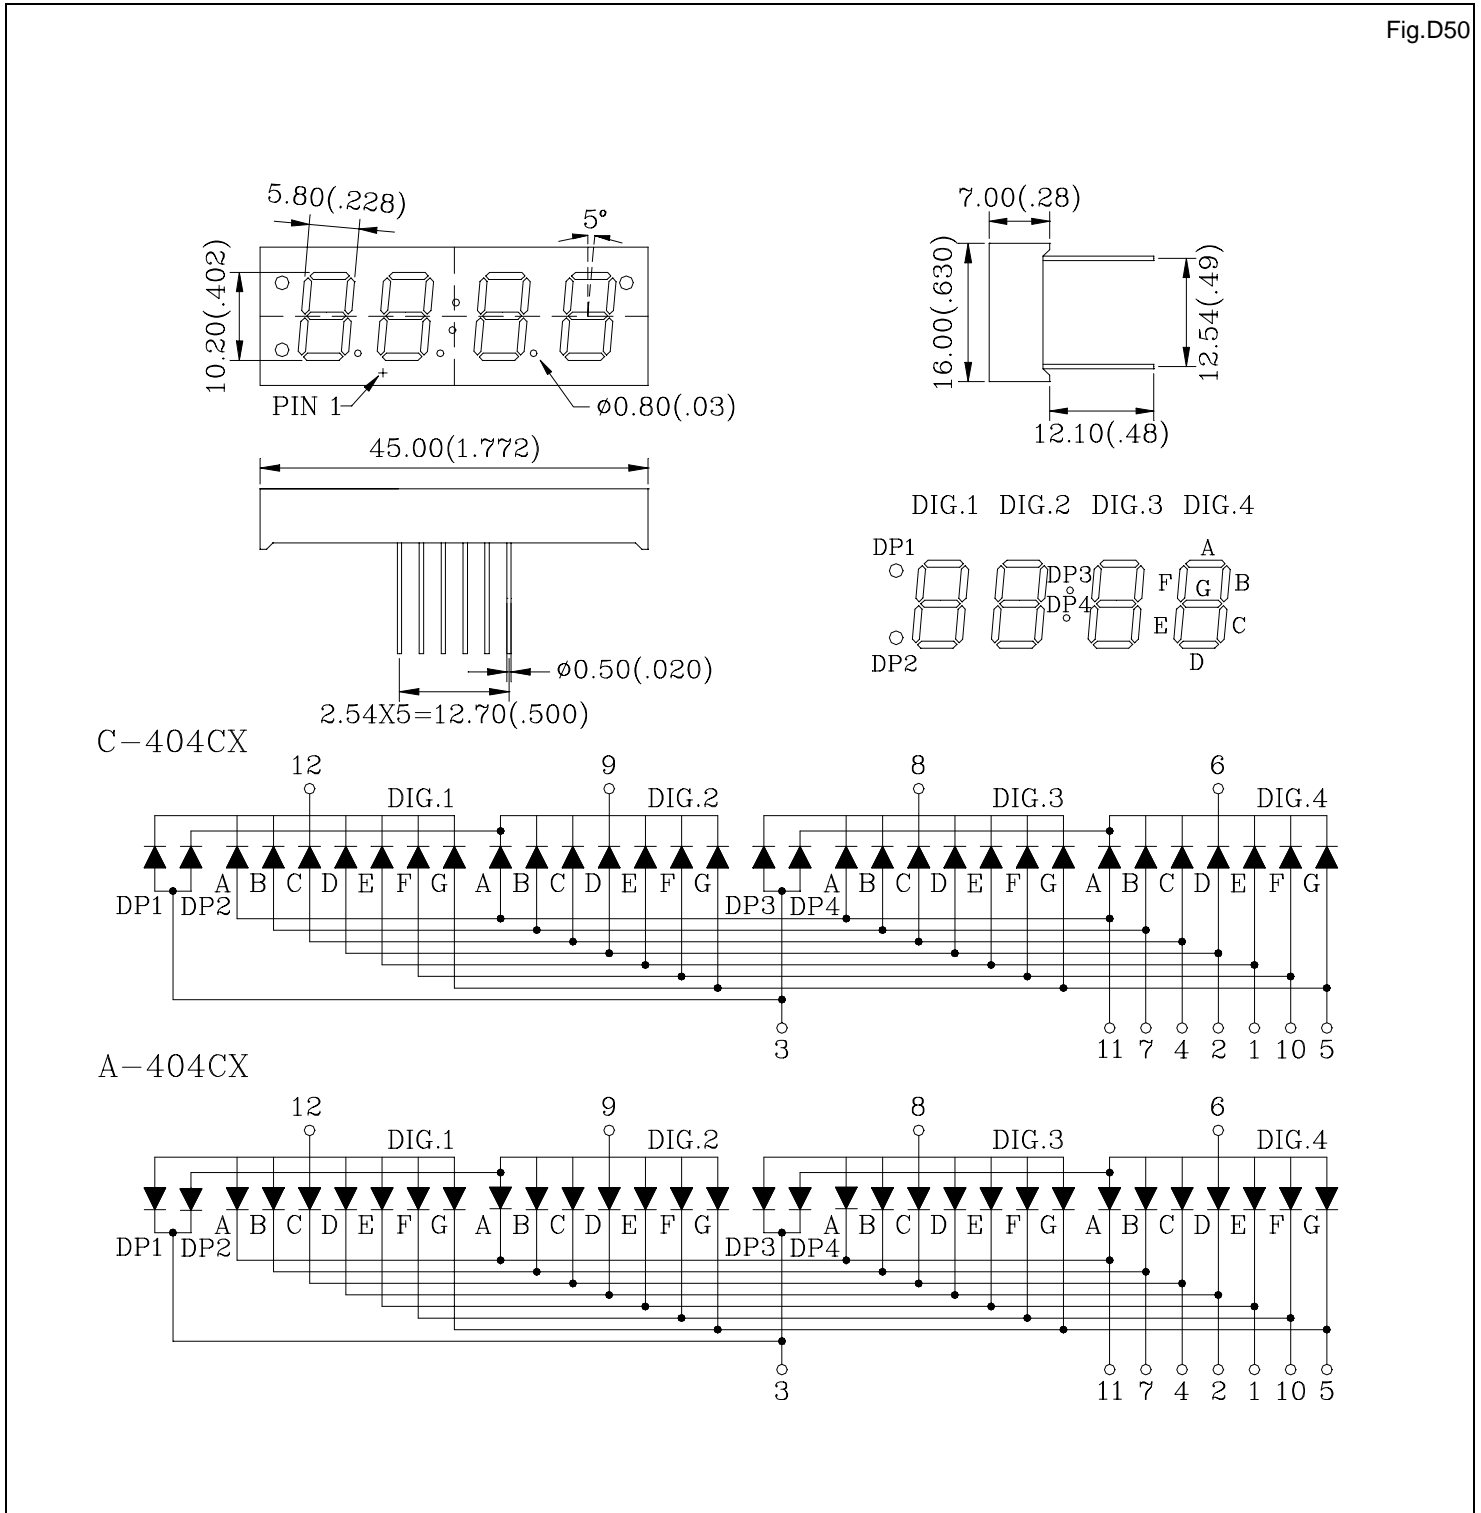 Fig.D50
5.80(.228)
5°
10.20(.402)
PIN 1
ø0.80(.03)
7.00(.28)
16.00(.630)
12.54(.49)
12.10(.48)
45.00(1.772)
ø0.50(.020)
2.54X5=12.70(.500)
DIG.1 DIG.2 DIG.3 DIG.4
DP1
DP3
DP4
DP2
A
F G B
E C
D
C-404CX
12 9 8 6
DIG.1 DIG.2 DIG.3 DIG.4
A B C D E F G A B C D E F G A B C D E F G A B C D E F G
DP1 DP2 DP3 DP4
3 11 7 4 2 1 10 5
A-404CX
12 9 8 6
DIG.1 DIG.2 DIG.3 DIG.4
A B C D E F G A B C D E F G A B C D E F G A B C D E F G
DP1 DP2 DP3 DP4
3 11 7 4 2 1 10 5